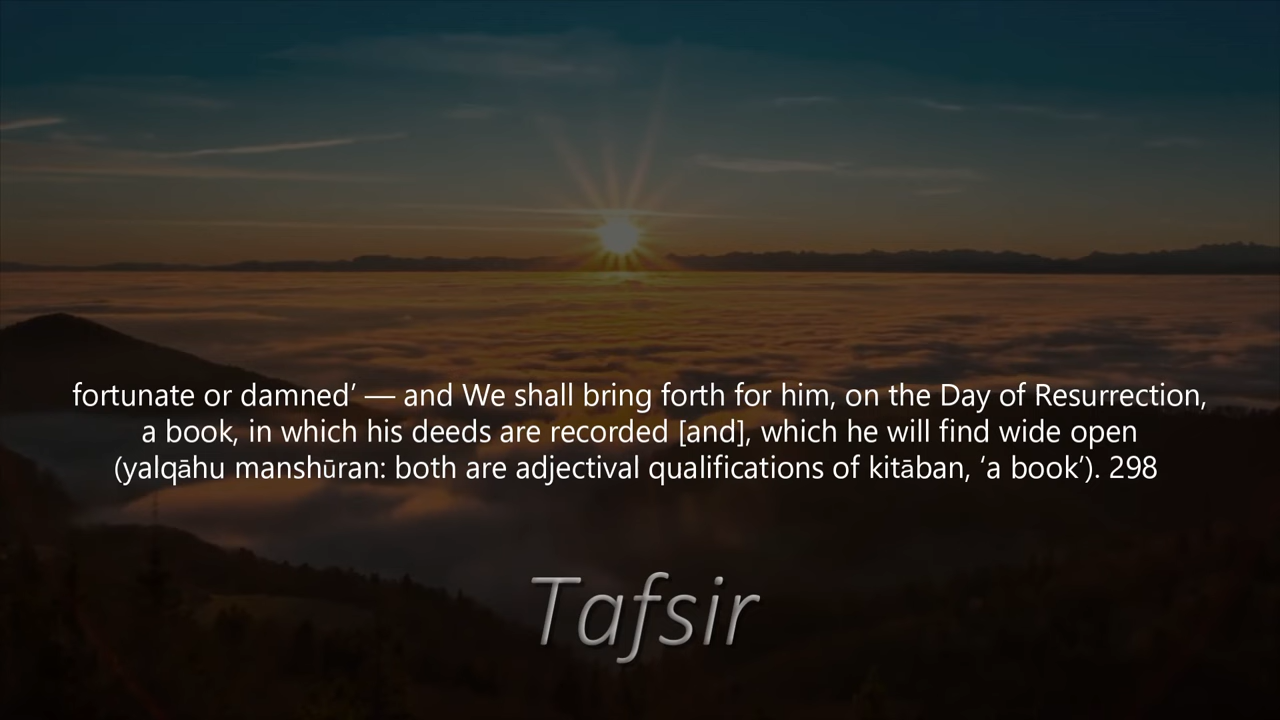 fortunate or damned’ — and We shall bring forth for him, on the Day of Resurrection,
a book, in which his deeds are recorded [and], which he will find wide open
(yalqāhu manshūran: both are adjectival qualifications of kitāban, ‘a book’). 298
Tafsir